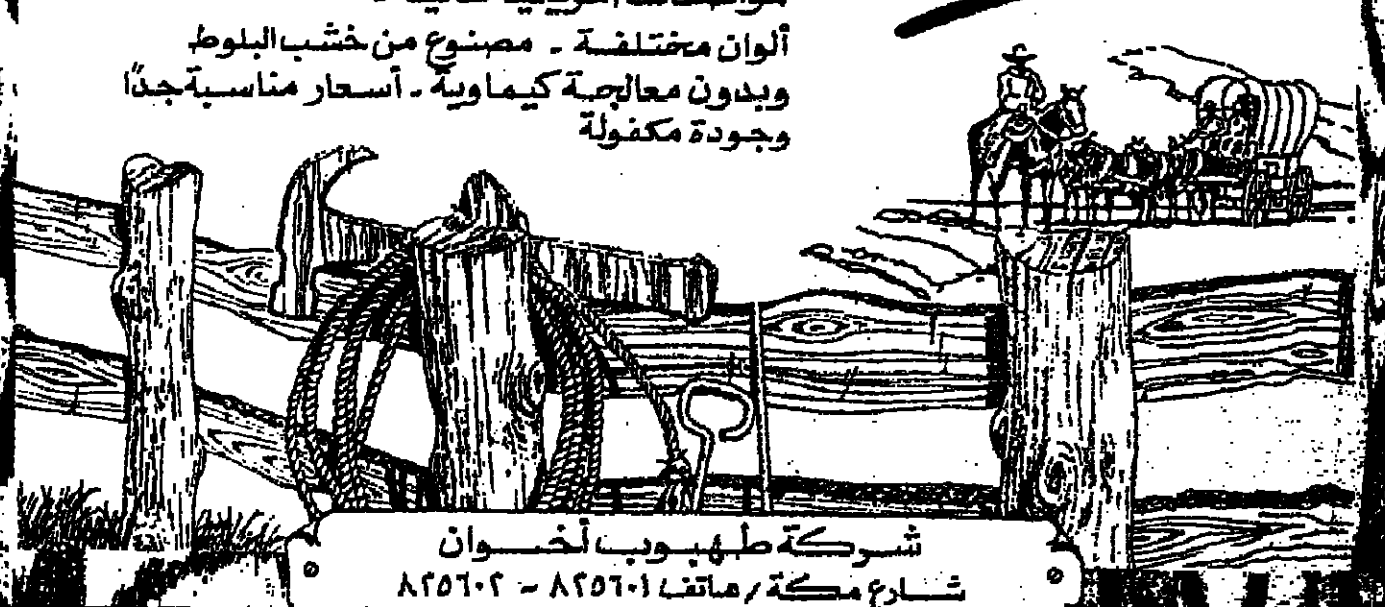 ألوان مختلفة - مصنوع من خشب البلوط
وبدون معالجة كيماوية - أسعار مناسبة جدًا
وجودة مكفولة
شركة طهبوب أخوان
شارع مكة / هاتف ٨٢٥٦٠١ - ٨٢٥٦٠٢